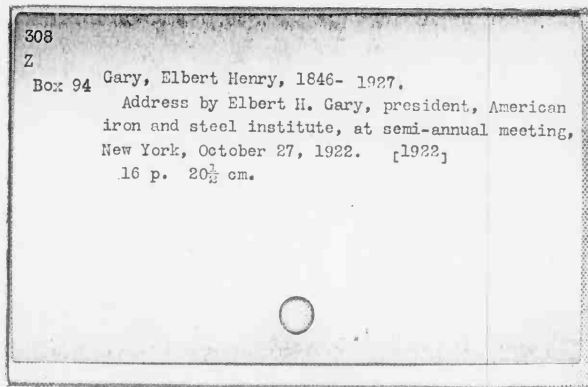 308
Z
Box 94 Gary, Elbert Henry, 1846- 1927.
Address by Elbert H. Gary, president, American
iron and steel institute, at semi-annual meeting,
New York, October 27, 1922. [1922]
16 p. 20½ cm.